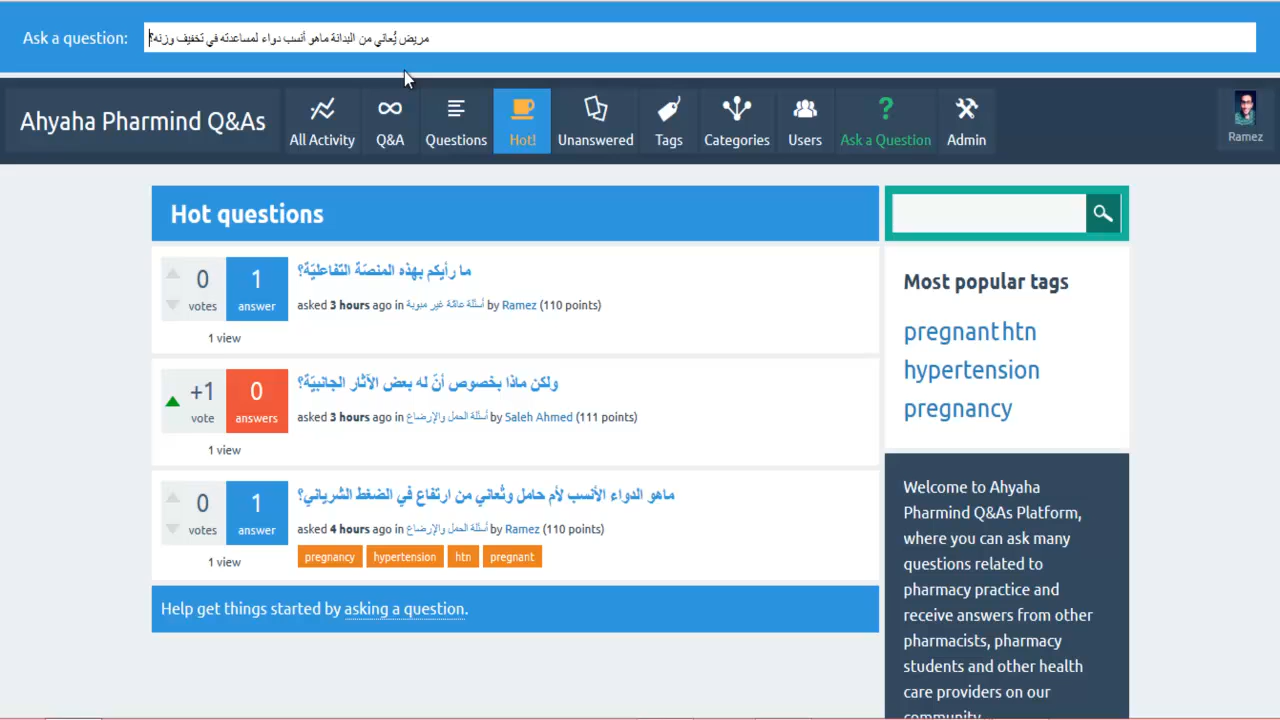 Ask a question: مريض يُعاني من البدانة ماهو أنسب دواء لمساعدته في تخفيف وزنه؟
Ahyaha Pharmind Q&As
All Activity
Q&A
Questions
Hot!
Unanswered
Tags
Categories
Users
Ask a Question
Admin
Ramez
Hot questions
0
votes
1
answer
1 view
ما رأيكم بهذه المنصّة التّفاعليّة؟
asked 3 hours ago in أسئلة عامّة غير مبوبة by Ramez (110 points)
+1
vote
0
answers
1 view
ولكن ماذا بخصوص أنّ له بعض الآثار الجانبيّة؟
asked 3 hours ago in أسئلة الحمل والإرضاع by Saleh Ahmed (111 points)
0
votes
1
answer
1 view
ماهو الدواء الأنسب لأم حامل وتُعاني من ارتفاع في الضغط الشرياني؟
asked 4 hours ago in أسئلة الحمل والإرضاع by Ramez (110 points)
pregnancy hypertension htn pregnant
Help get things started by asking a question.
Most popular tags
pregnant htn
hypertension
pregnancy
Welcome to Ahyaha
Pharmind Q&As Platform,
where you can ask many
questions related to
pharmacy practice and
receive answers from other
pharmacists, pharmacy
students and other health
care providers on our
community.